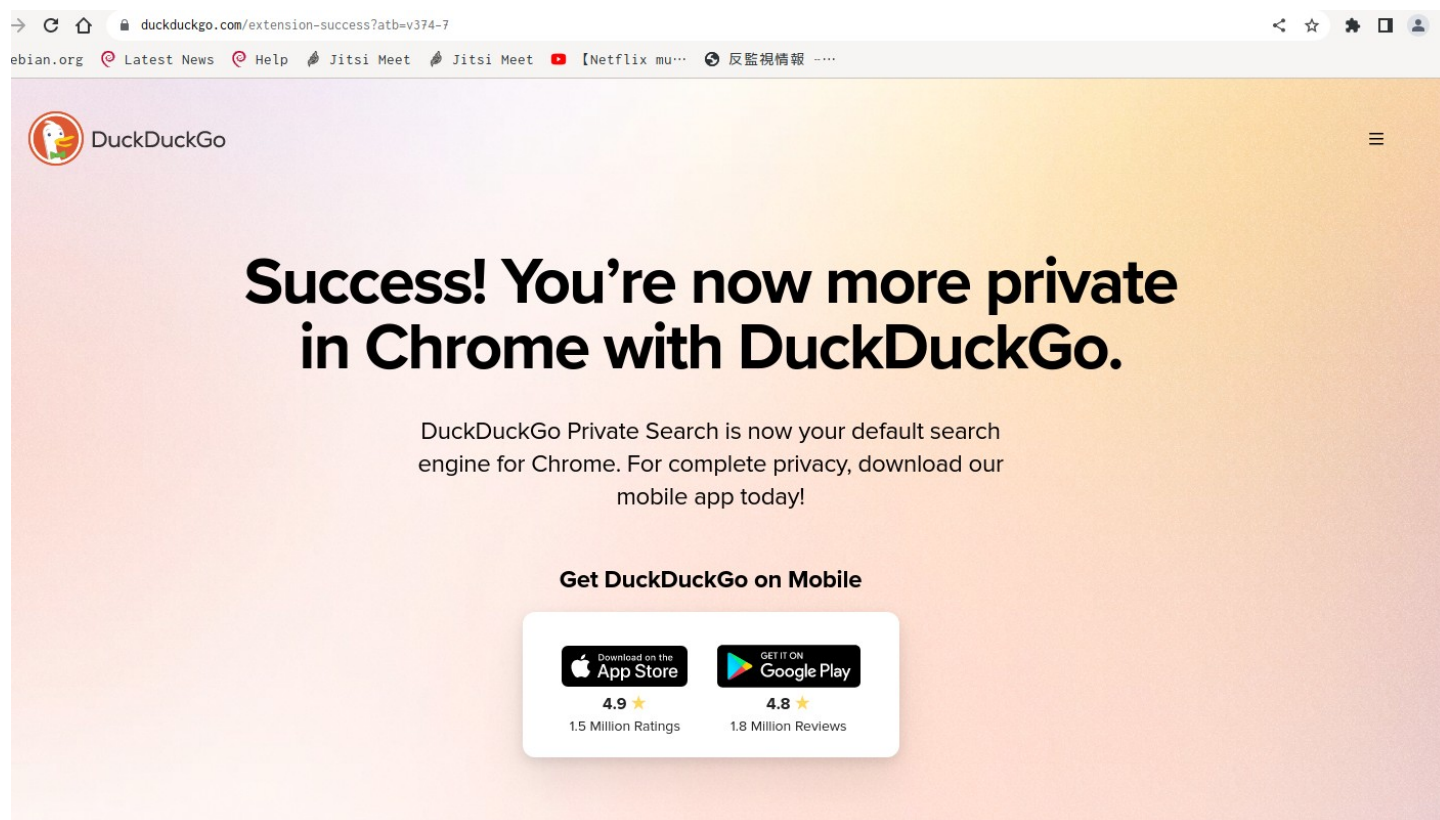 duckduckgo.com/extension-success?atb=v374-7
ebian.org Latest News Help Jitsi Meet Jitsi Meet 【Netflix mu… 反監視情報 -…
DuckDuckGo
Success! You’re now more private
in Chrome with DuckDuckGo.
DuckDuckGo Private Search is now your default search
engine for Chrome. For complete privacy, download our
mobile app today!
Get DuckDuckGo on Mobile
Download on the
App Store
GET IT ON
Google Play
4.9
4.8
1.5 Million Ratings
1.8 Million Reviews